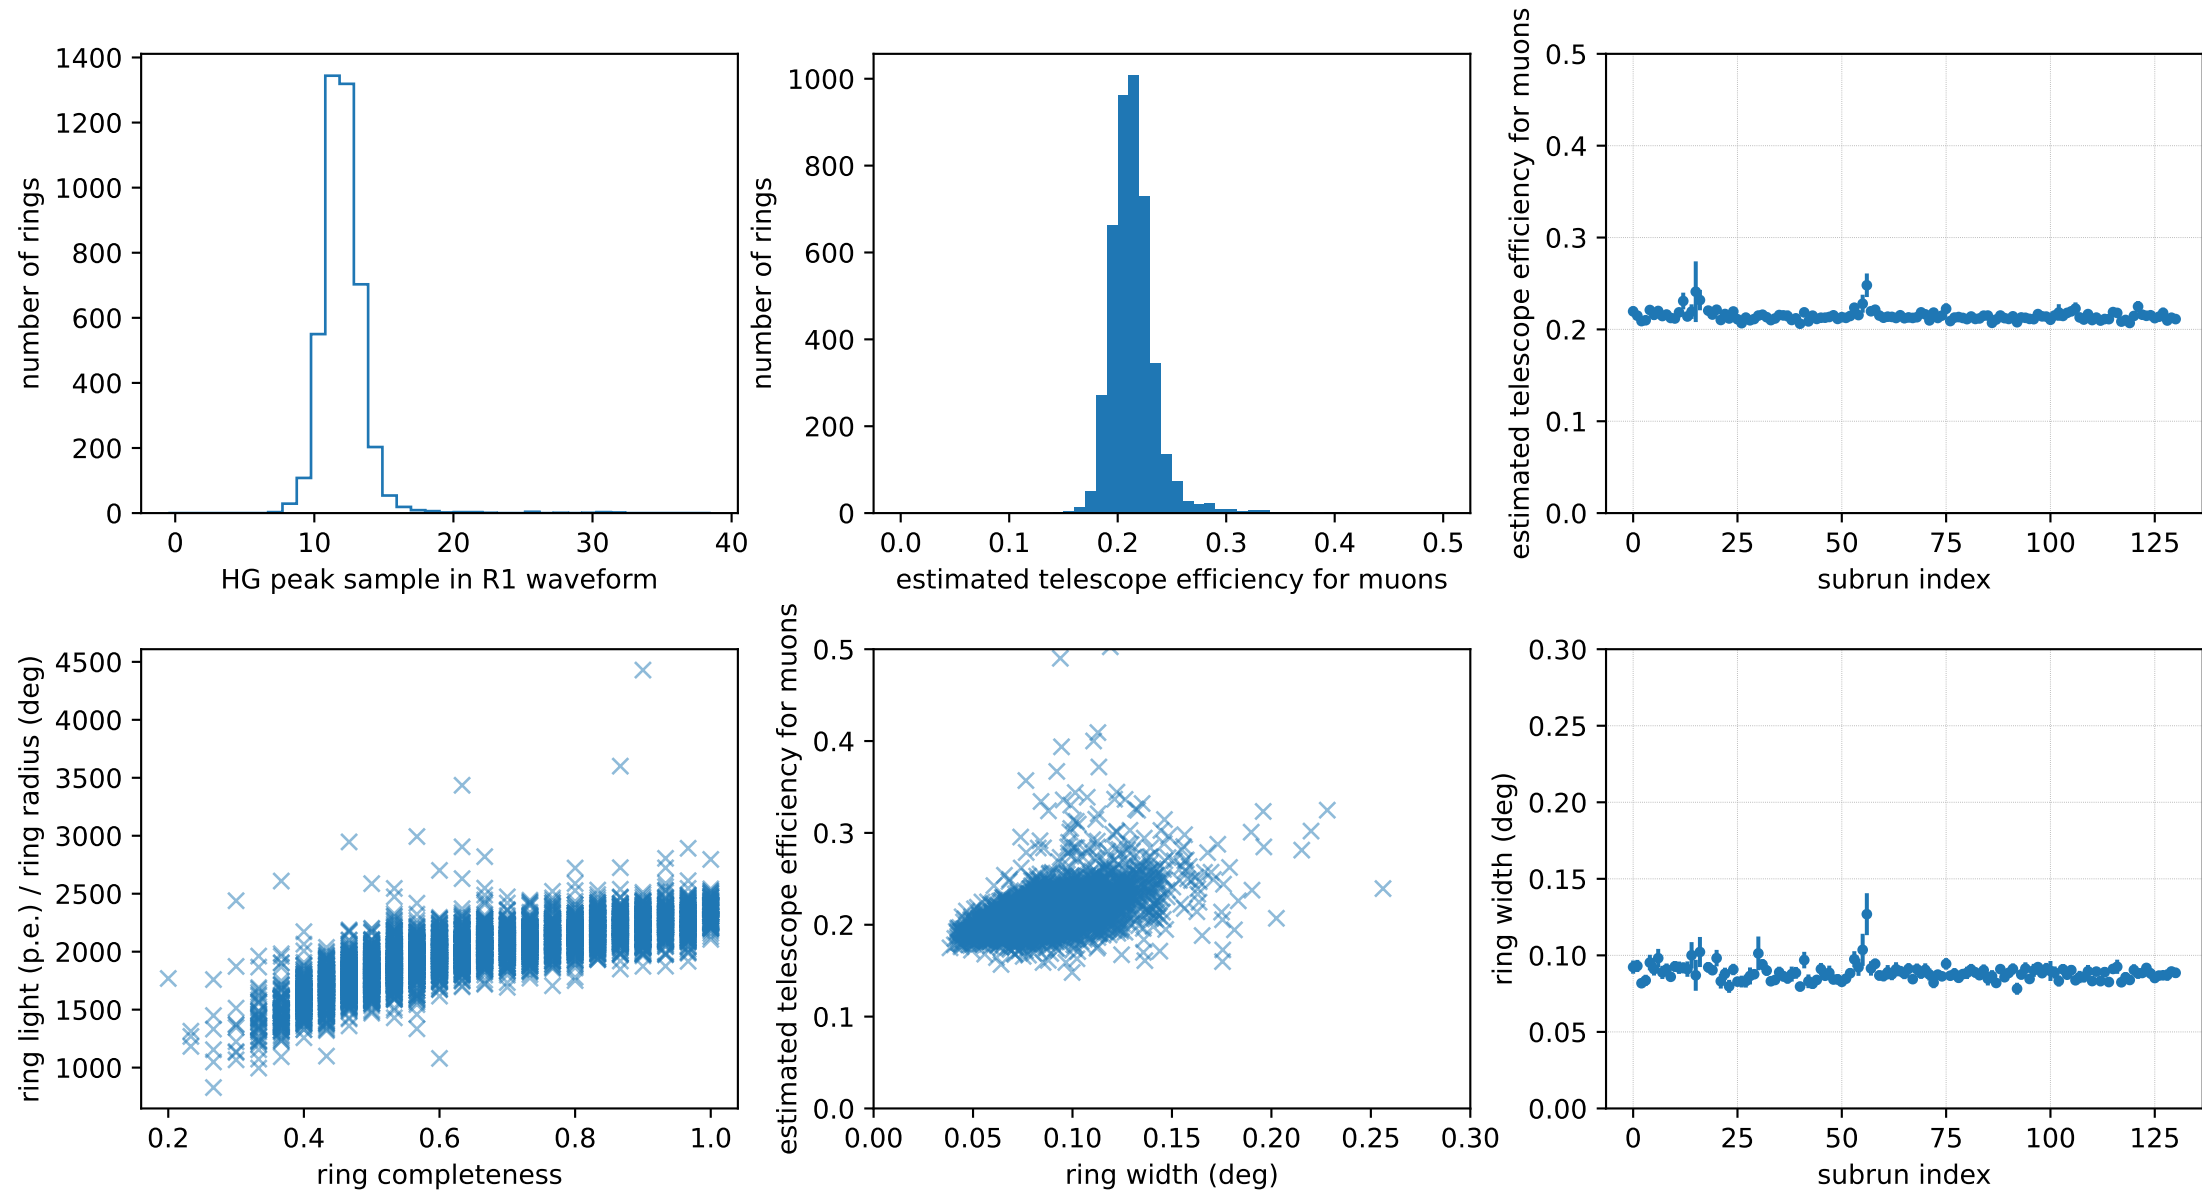 number of rings
1400
1200
1000
800
600
400
200
0
0 10 20 30 40
HG peak sample in R1 waveform
number of rings
1000
800
600
400
200
0
0.0 0.1 0.2 0.3 0.4 0.5
estimated telescope efficiency for muons
estimated telescope efficiency for muons
0.5
0.4
0.3
0.2
0.1
0.0
0 25 50 75 100 125
subrun index
ring light (p.e.) / ring radius (deg)
4500
4000
3500
3000
2500
2000
1500
1000
0.2 0.4 0.6 0.8 1.0
ring completeness
estimated telescope efficiency for muons
0.5
0.4
0.3
0.2
0.1
0.0
0.00 0.05 0.10 0.15 0.20 0.25 0.30
ring width (deg)
ring width (deg)
0.30
0.25
0.20
0.15
0.10
0.05
0.00
0 25 50 75 100 125
subrun index